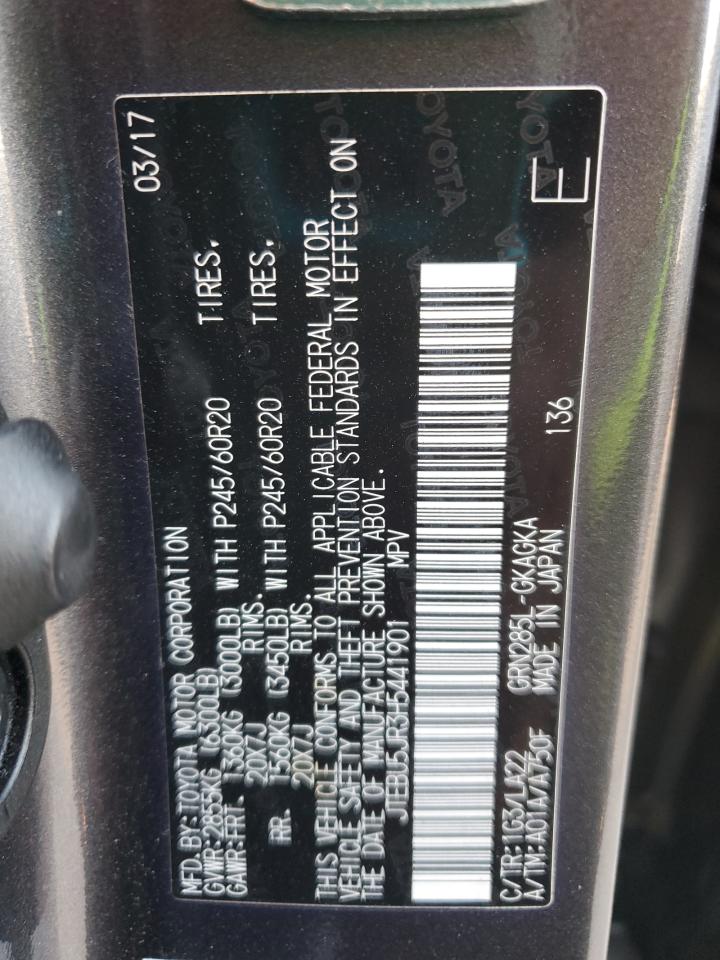 MFD. BY: TOYOTA MOTOR CORPORATION 03/17
GVWR: 2855KG (6300LB)
GAWR: FRT. 1360KG (3000LB) WITH P245/60R20 TIRES.
20X7J RIMS.
RR. 1560KG (3450LB) WITH P245/60R20 TIRES.
20X7J RIMS.
THIS VEHICLE CONFORMS TO ALL APPLICABLE FEDERAL MOTOR
VEHICLE SAFETY AND THEFT PREVENTION STANDARDS IN EFFECT ON
THE DATE OF MANUFACTURE SHOWN ABOVE.
JTEBU5JR3H5441901 MPV
C/TR: 1G3/LA22 GRN285L-GKAGKA 136
A/TM: A01A/A750F MADE IN JAPAN
E